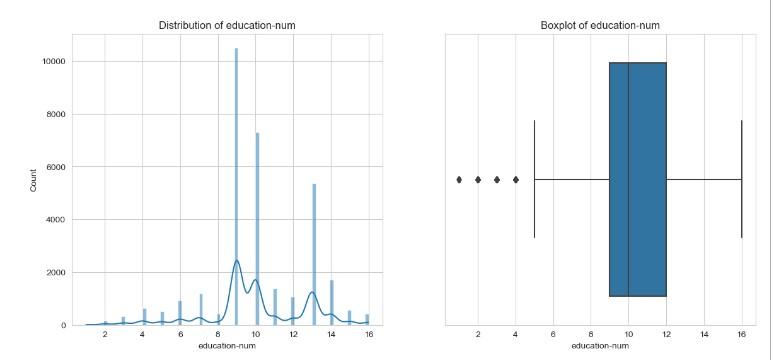 Distribution of education-num
10000
8000
6000
4000
2000
0
Count
2 4 6 8 10 12 14 16
education-num
Boxplot of education-num
2 4 6 8 10 12 14 16
education-num